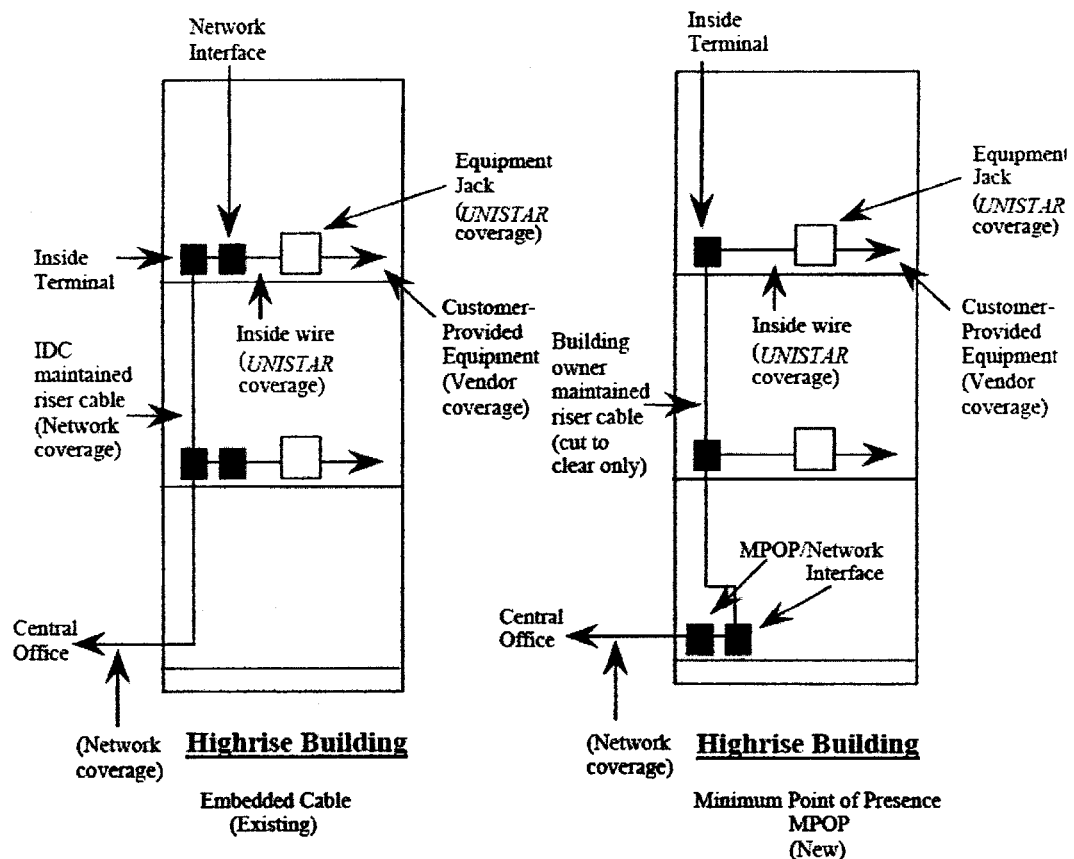 Network
Interface
Equipment
Jack
(UNISTAR
coverage)
Inside
Terminal
Inside wire
(UNISTAR
coverage)
Customer-
Provided
Equipment
(Vendor
coverage)
IDC
maintained
riser cable
(Network
coverage)
Central
Office
(Network
coverage)
Highrise Building
Embedded Cable
(Existing)
Inside
Terminal
Equipment
Jack
(UNISTAR
coverage)
Inside wire
(UNISTAR
coverage)
Customer-
Provided
Equipment
(Vendor
coverage)
Building
owner
maintained
riser cable
(cut to
clear only)
MPOP/Network
Interface
Central
Office
(Network
coverage)
Highrise Building
Minimum Point of Presence
MPOP
(New)